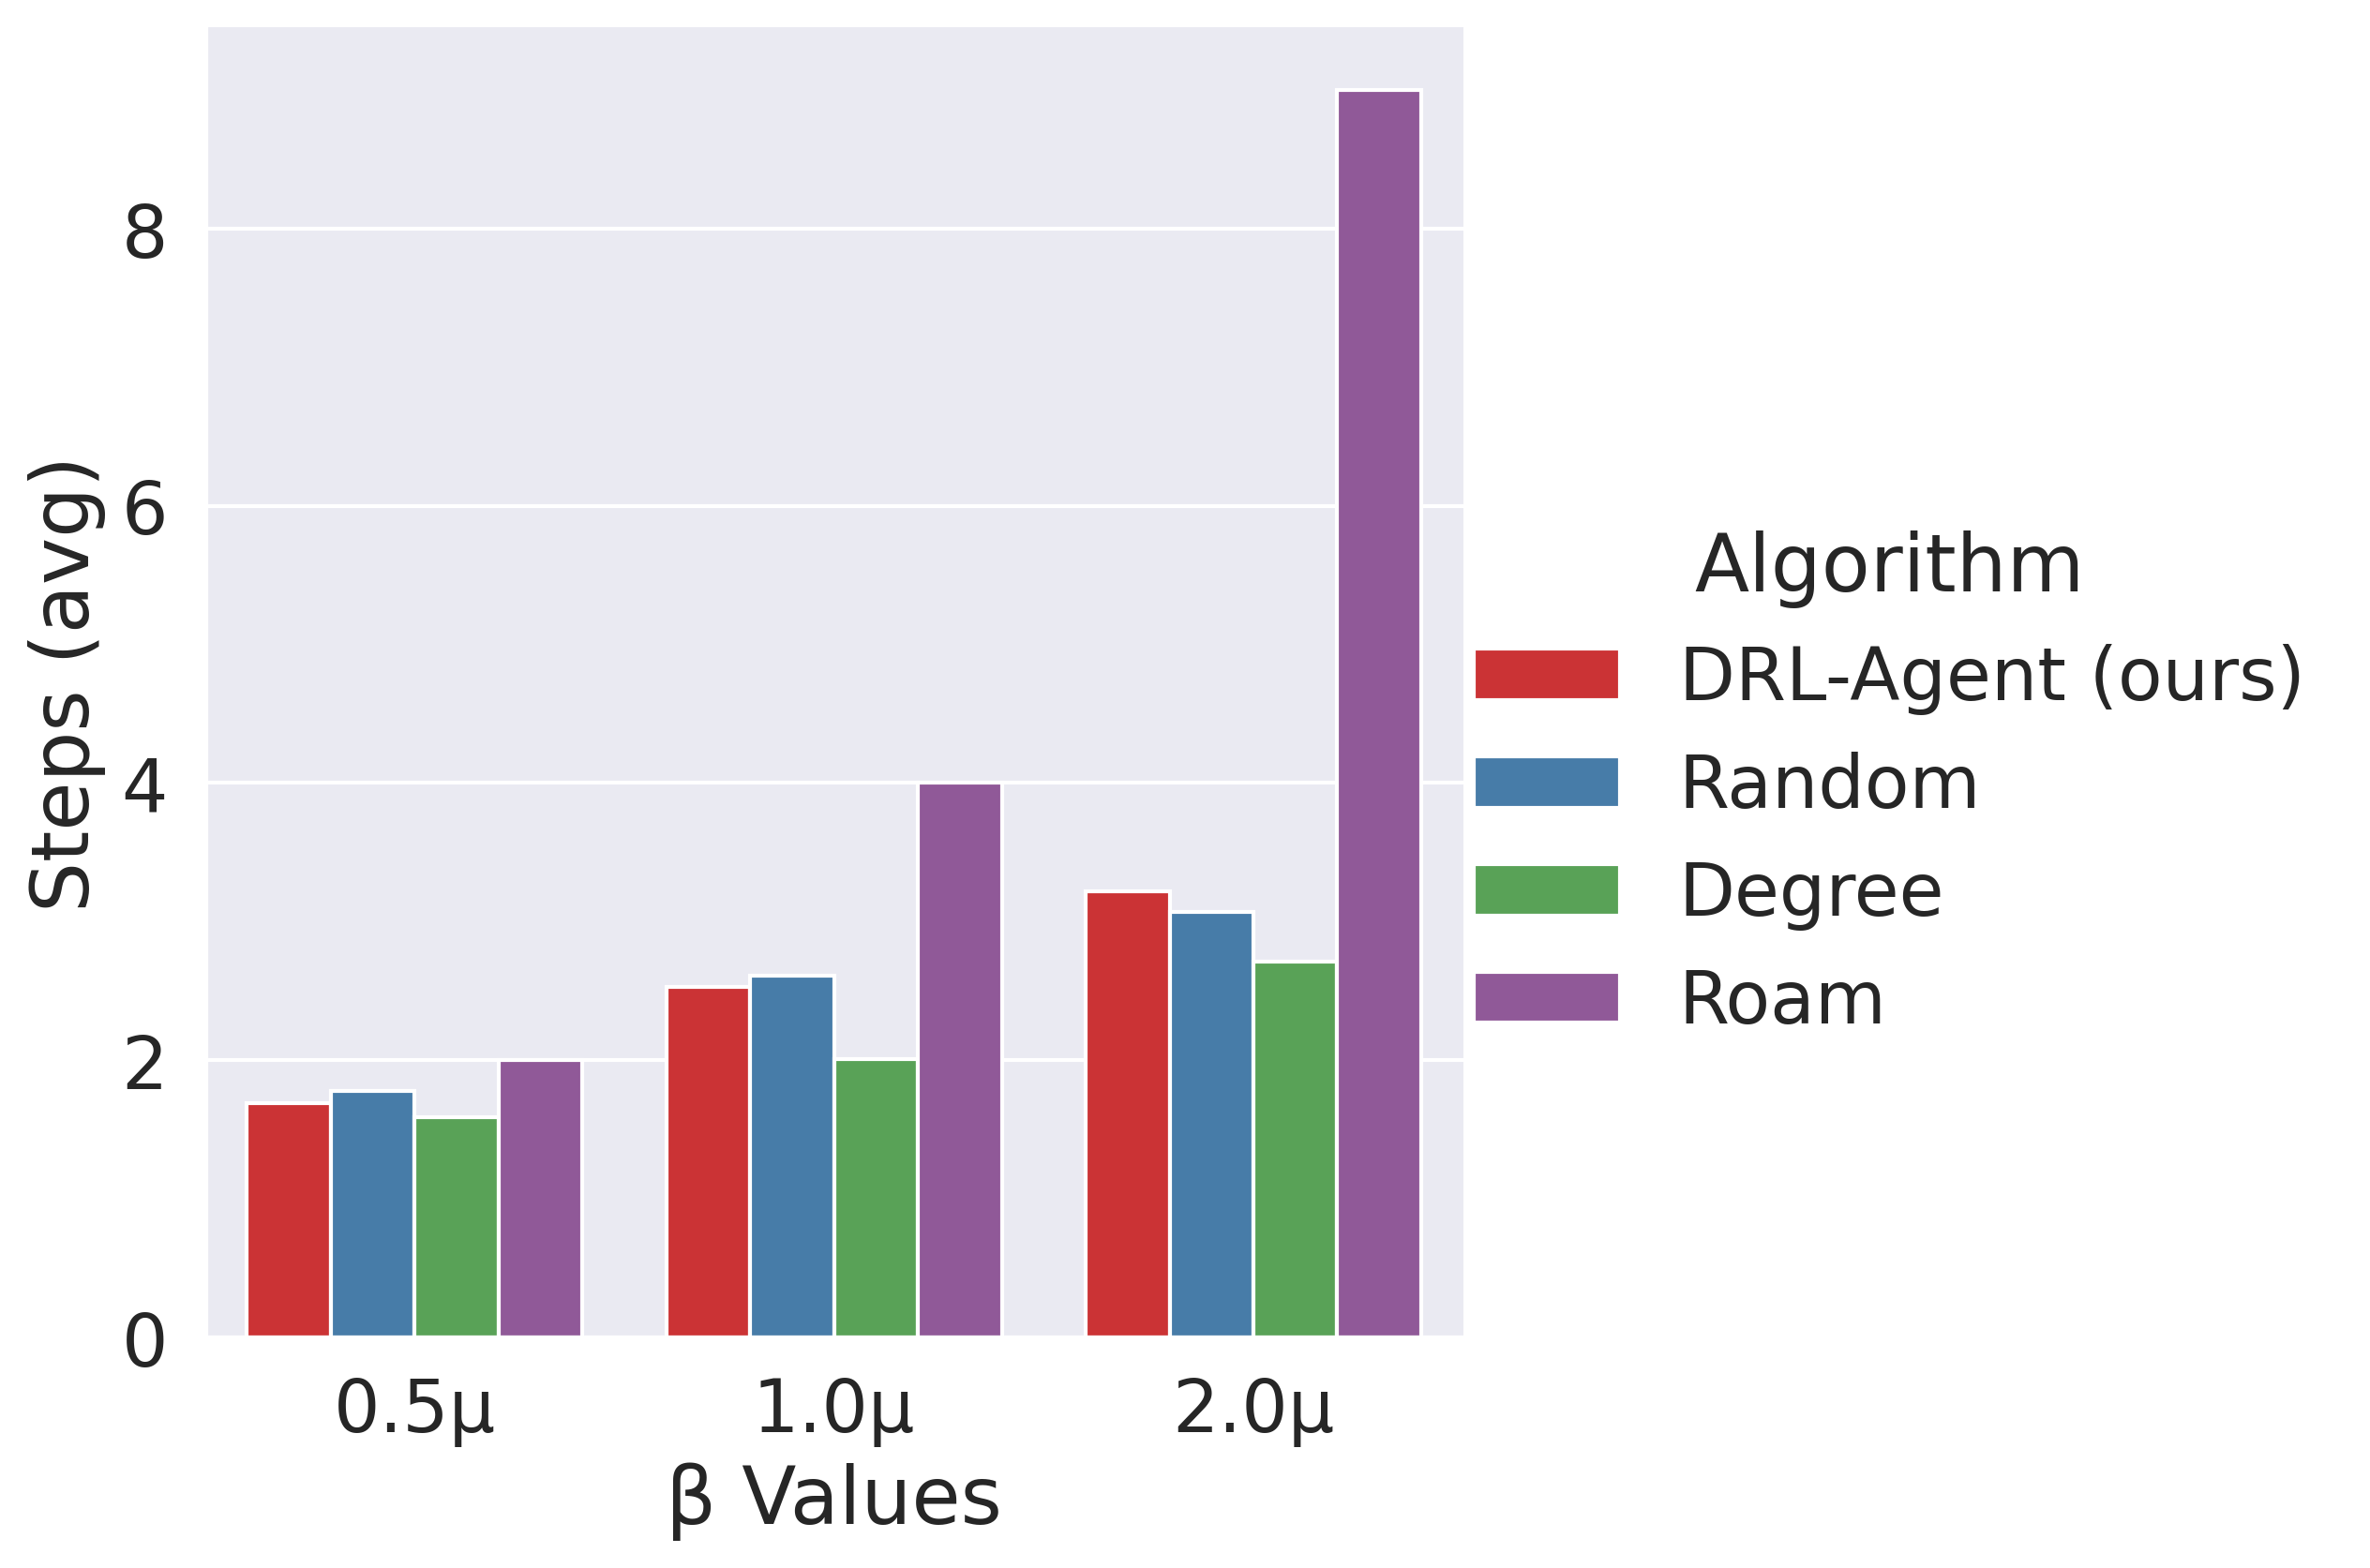 Steps (avg)
8
6
4
2
0
0.5μ
1.0μ
2.0μ
β Values
Algorithm
DRL-Agent (ours)
Random
Degree
Roam